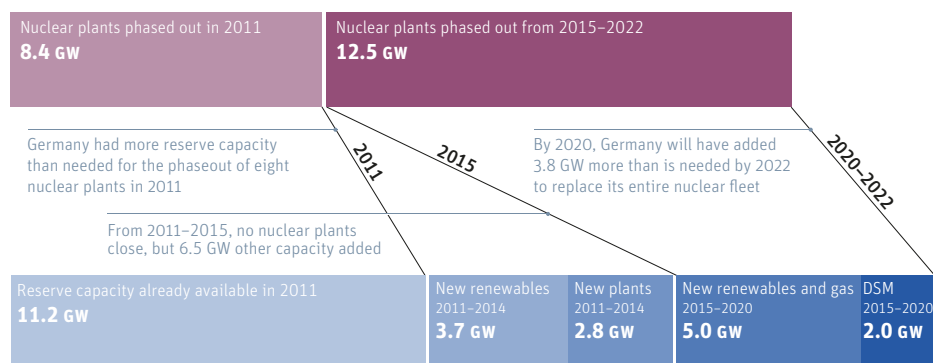 Nuclear plants phased out in 2011
8.4 GW
Nuclear plants phased out from 2015–2022
12.5 GW
Germany had more reserve capacity
than needed for the phaseout of eight
nuclear plants in 2011
2011
2015
By 2020, Germany will have added
3.8 GW more than is needed by 2022
to replace its entire nuclear fleet
2020–2022
From 2011–2015, no nuclear plants
close, but 6.5 GW other capacity added
Reserve capacity already available in 2011
11.2 GW
New renewables
2011–2014
3.7 GW
New plants
2011–2014
2.8 GW
New renewables and gas
2015–2020
5.0 GW
DSM
2015–2020
2.0 GW